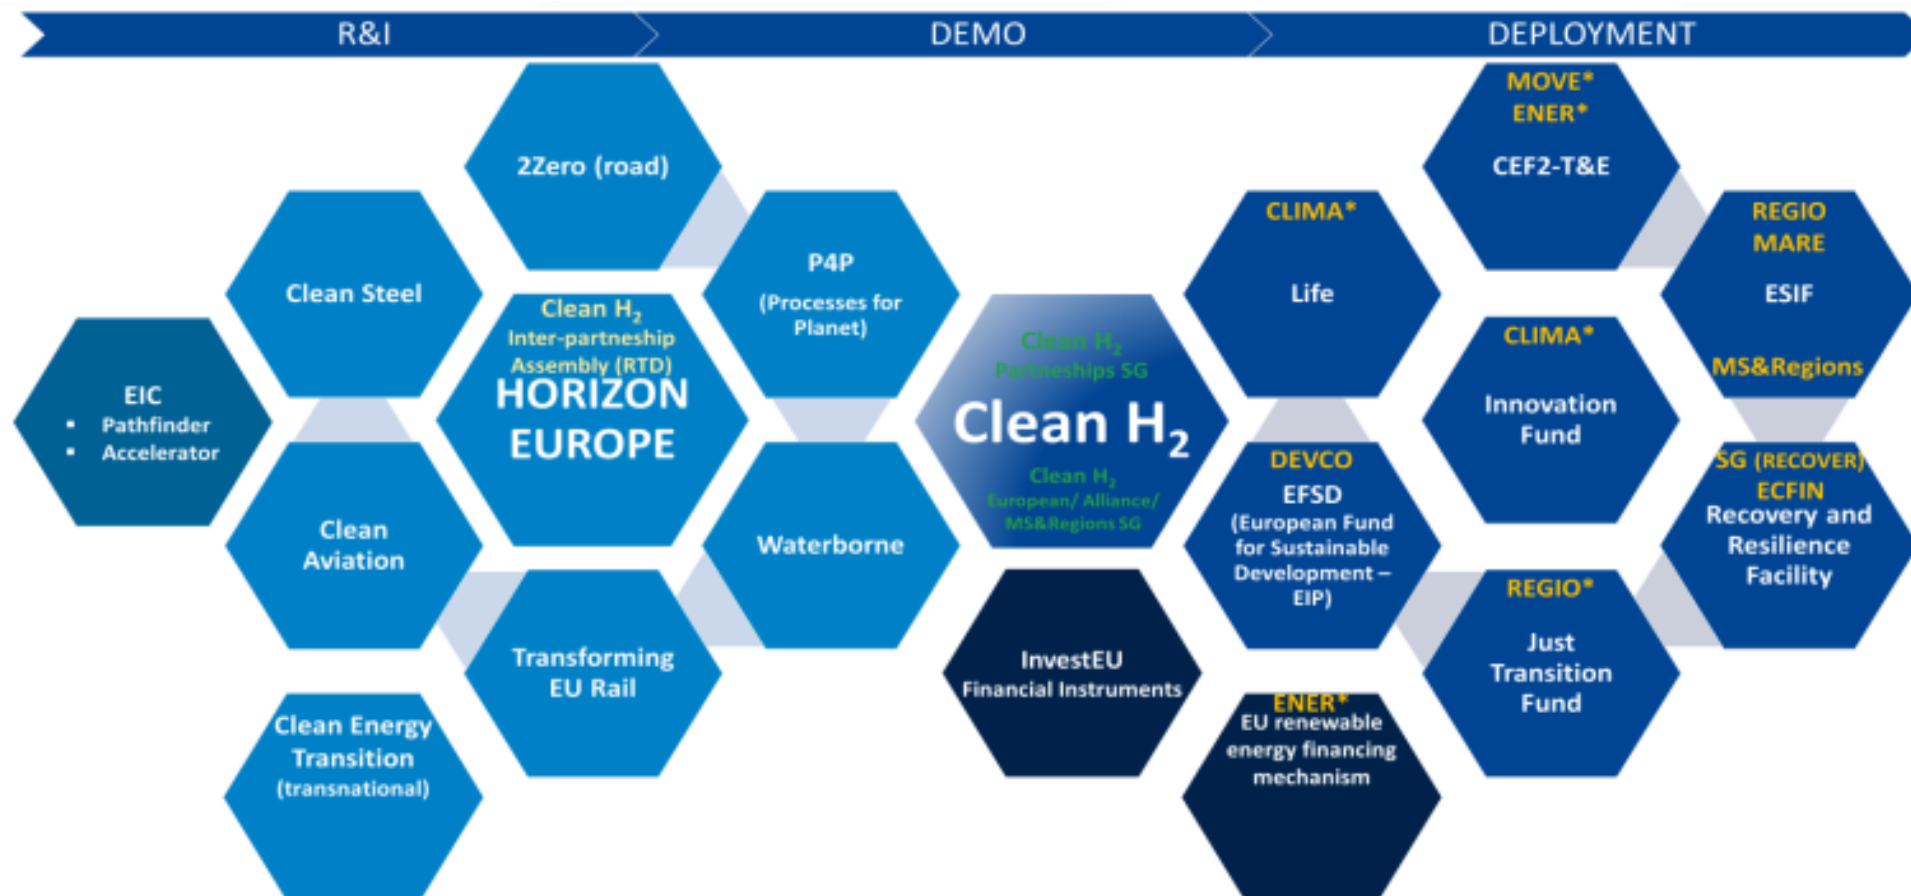 R&I
DEMO
DEPLOYMENT
EIC
▪ Pathfinder
▪ Accelerator
Clean Steel
Clean
Aviation
Clean Energy
Transition
(transnational)
2Zero (road)
Clean H₂
Inter-partneship
Assembly (RTD)
HORIZON
EUROPE
Transforming
EU Rail
P4P
(Processes for
Planet)
Waterborne
Clean H₂
Partneships SG
Clean H₂
Clean H₂
European/ Alliance/
MS&Regions SG
InvestEU
Financial Instruments
CLIMA*
Life
DEVCO
EFSD
(European Fund
for Sustainable
Development –
EIP)
ENER*
EU renewable
energy financing
mechanism
MOVE*
ENER*
CEF2-T&E
CLIMA*
Innovation
Fund
REGIO*
Just
Transition
Fund
REGIO
MARE
ESIF
MS&Regions
SG (RECOVER)
ECFIN
Recovery and
Resilience
Facility